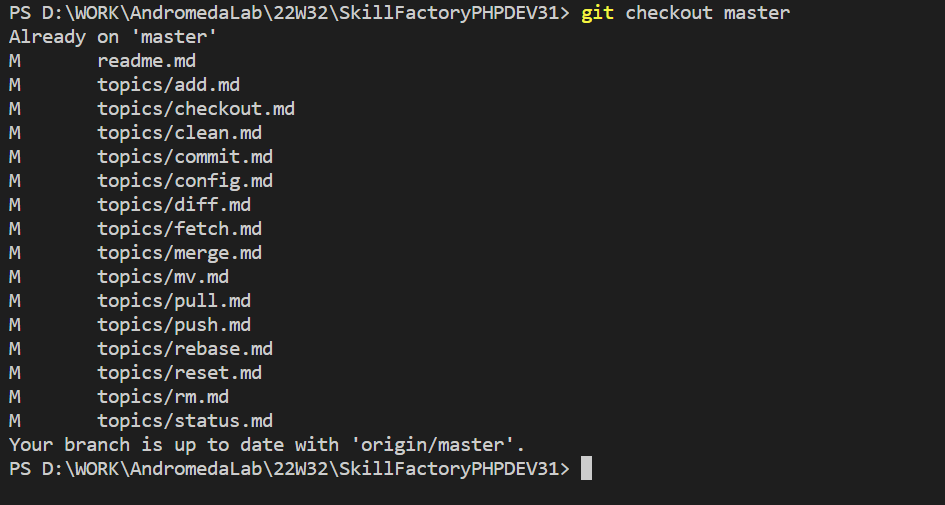 PS D:\WORK\AndromedaLab\22W32\SkillFactoryPHPDEV31> git checkout master
Already on 'master'
M       readme.md
M       topics/add.md
M       topics/checkout.md
M       topics/clean.md
M       topics/commit.md
M       topics/config.md
M       topics/diff.md
M       topics/fetch.md
M       topics/merge.md
M       topics/mv.md
M       topics/pull.md
M       topics/push.md
M       topics/rebase.md
M       topics/reset.md
M       topics/rm.md
M       topics/status.md
Your branch is up to date with 'origin/master'.
PS D:\WORK\AndromedaLab\22W32\SkillFactoryPHPDEV31>